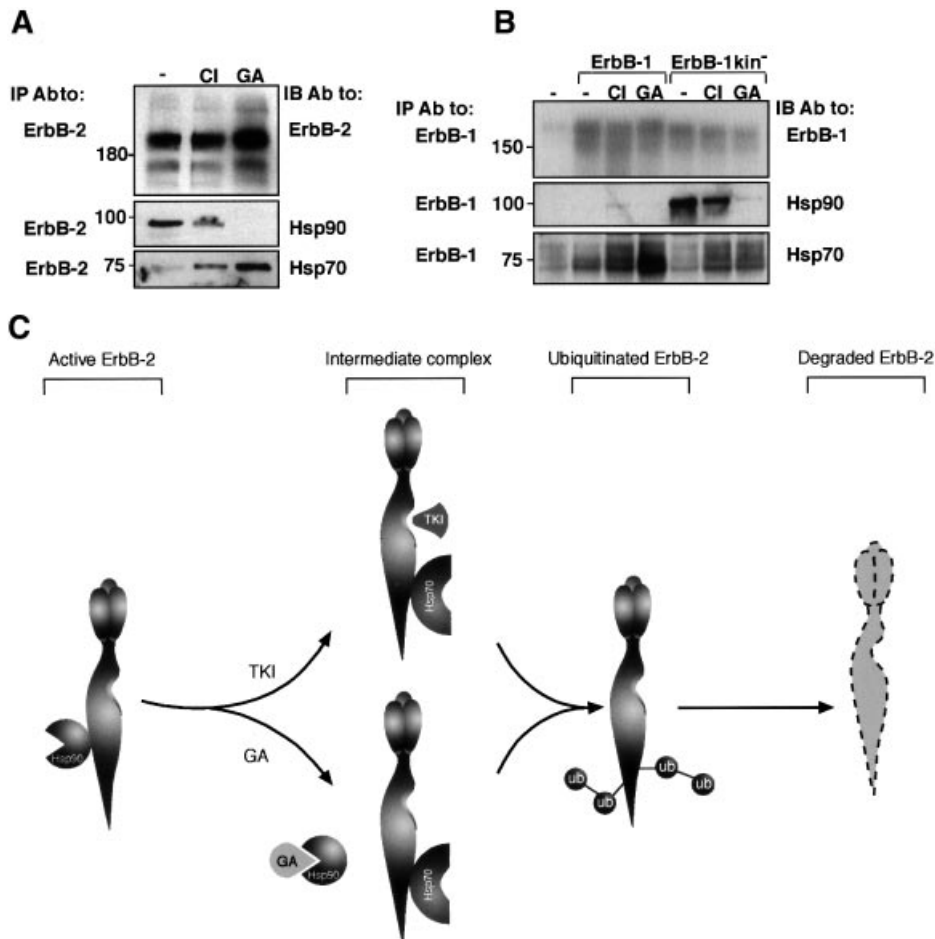 A
- CI GA
IP Ab to: IB Ab to:
ErbB-2 ErbB-2
180-
ErbB-2 100 Hsp90
ErbB-2 75 Hsp70
B
ErbB-1 ErbB-1kin-
- - CI GA - CI GA
IP Ab to: IB Ab to:
ErbB-1 ErbB-1
150
ErbB-1 100 Hsp90
ErbB-1 75 Hsp70
C
Active ErbB-2 Intermediate complex Ubiquitinated ErbB-2 Degraded ErbB-2
TKI
Hsp70
TKI
Hsp90
GA
ub ub
ub ub
GA Hsp90
Hsp70